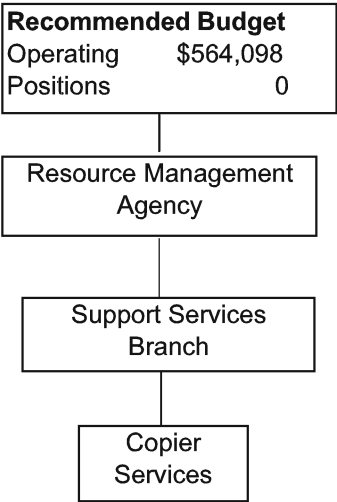 Recommended Budget
Operating $564,098
Positions 0
Resource Management
Agency
Support Services
Branch
Copier
Services